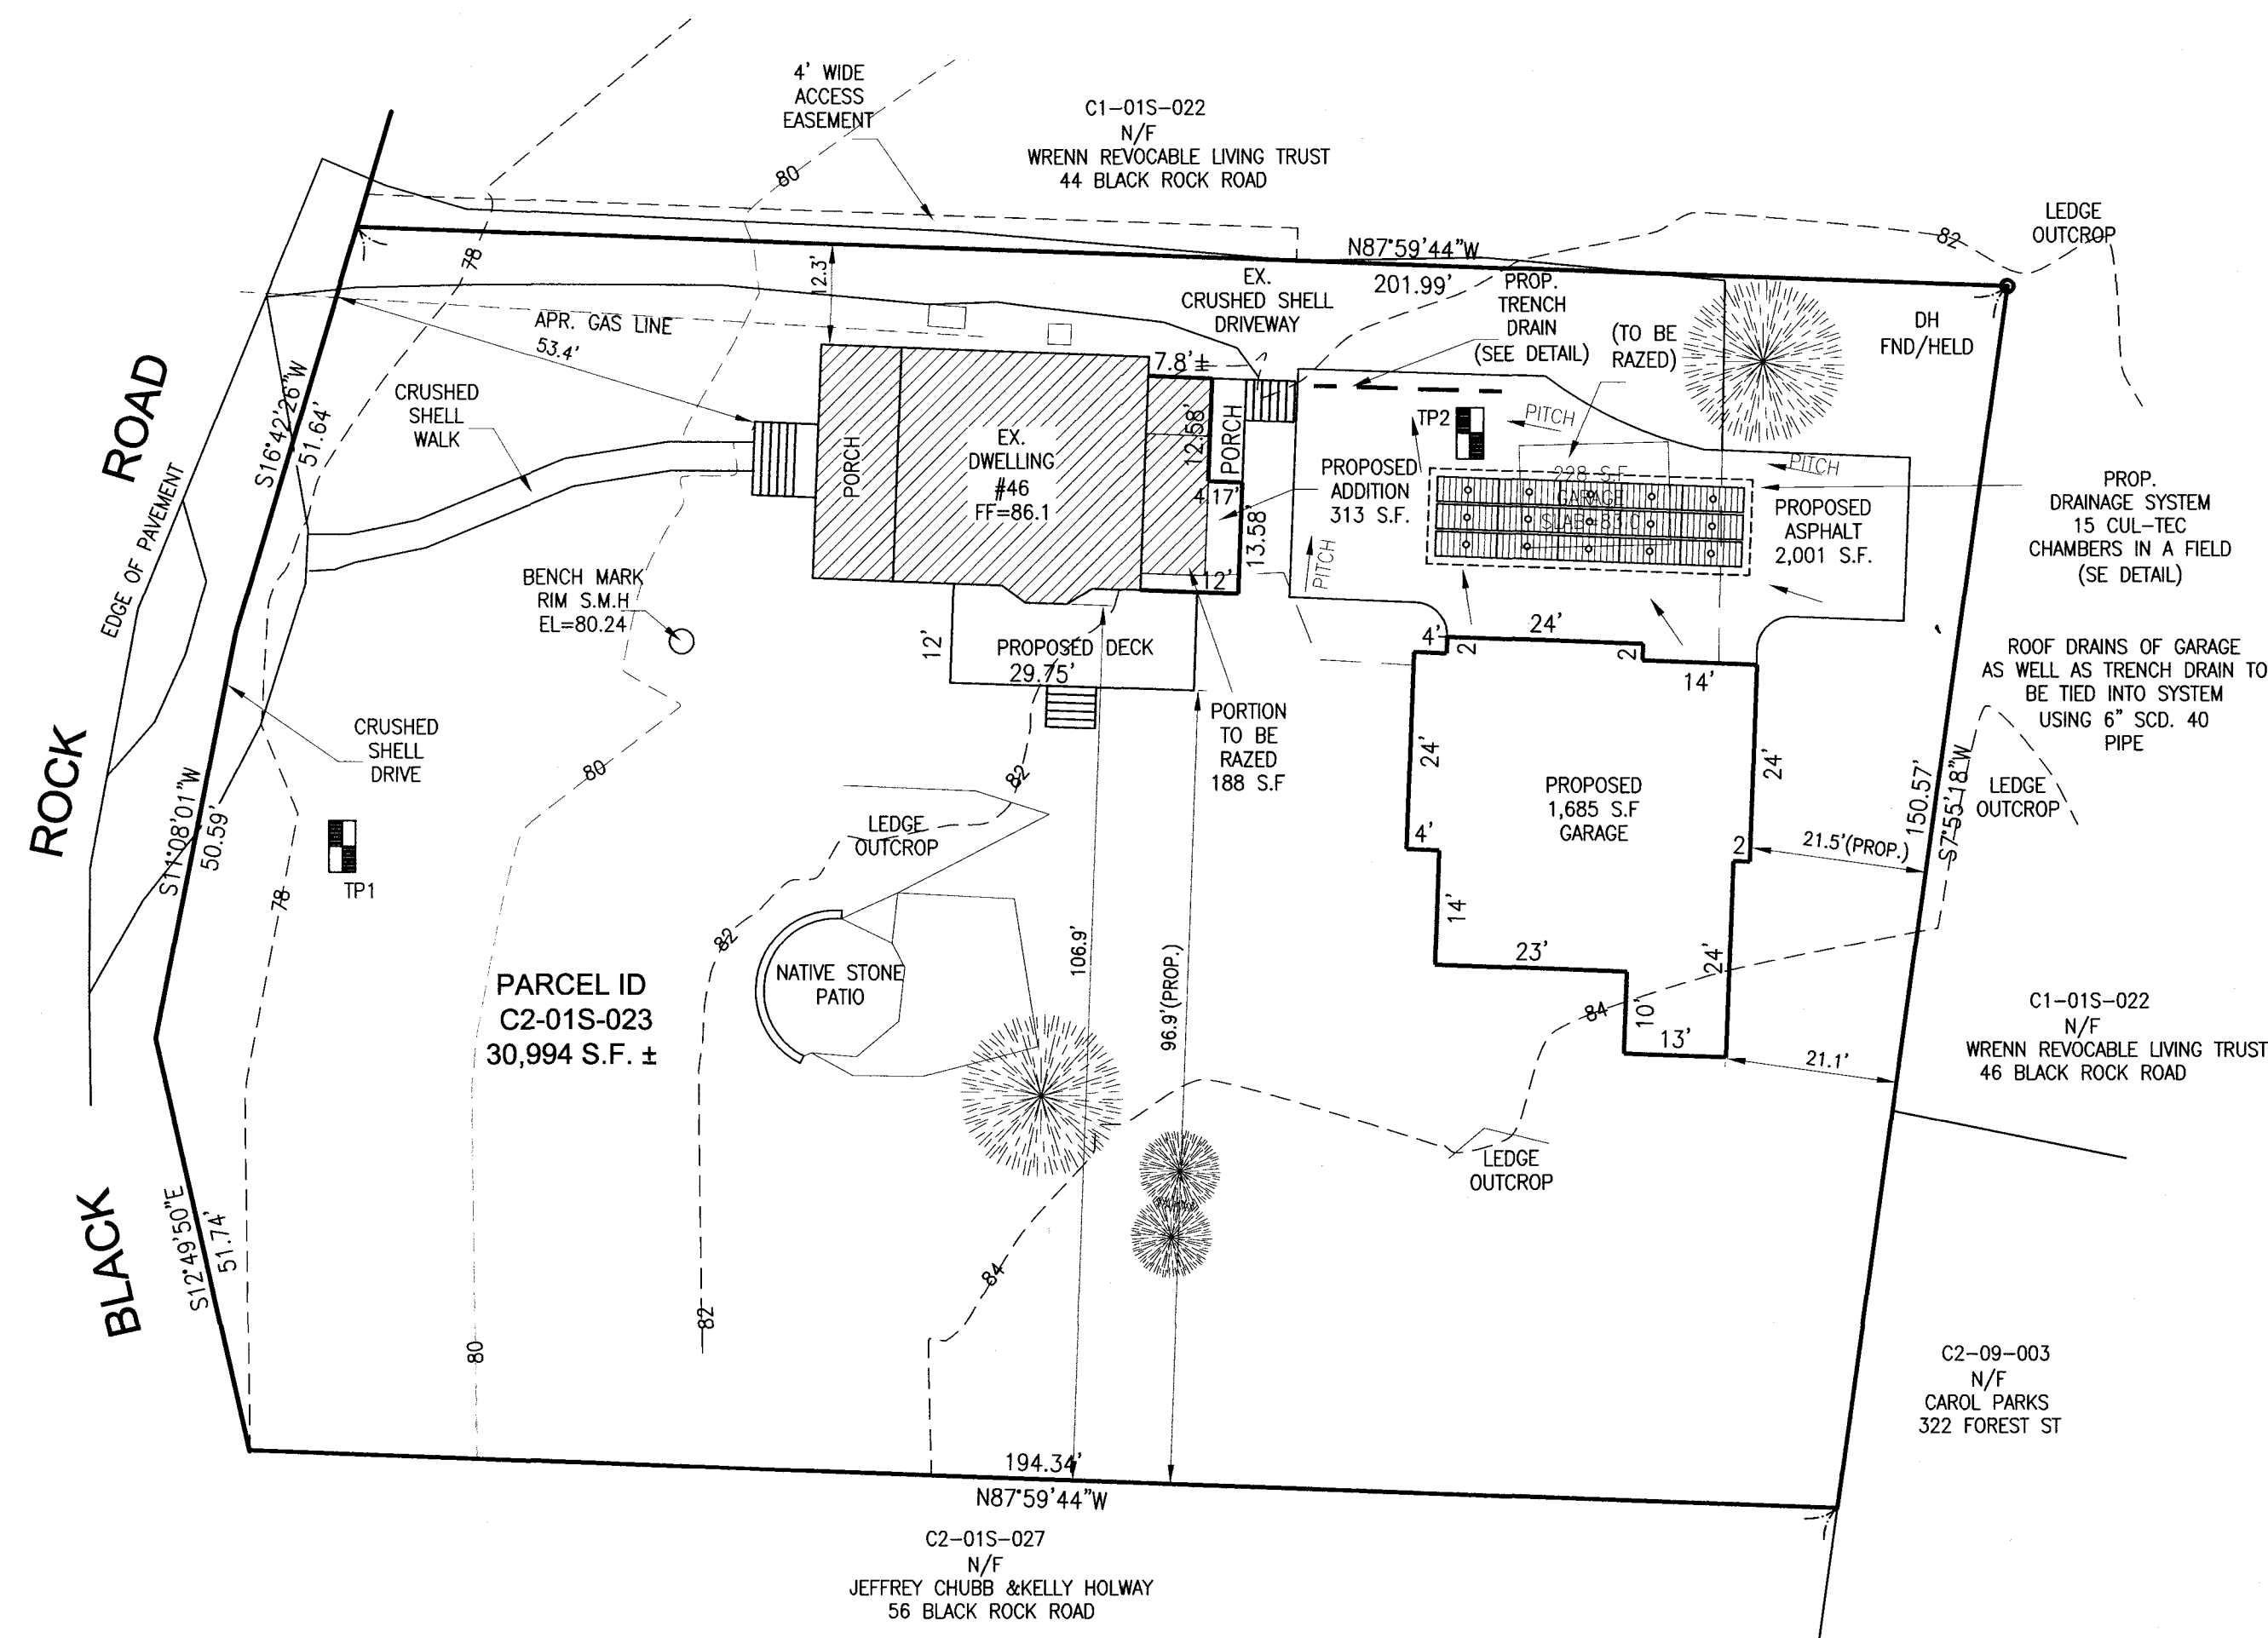 4' WIDE
ACCESS
EASEMENT
C1-01S-022
N/F
WRENN REVOCABLE LIVING TRUST
44 BLACK ROCK ROAD
80
78
82
LEDGE
OUTCROP
N87°59'44"W
201.99'
12.3'
EX.
CRUSHED SHELL
DRIVEWAY
PROP.
TRENCH
DRAIN
(SEE DETAIL)
(TO BE
RAZED)
DH
FND/HELD
APR. GAS LINE
53.4'
CRUSHED
SHELL
WALK
S16°42'26"W
51.64'
EDGE OF PAVEMENT
BLACK ROCK ROAD
7.8'±
PORCH
EX.
DWELLING
#46
FF=86.1
12.58'
PORCH
4.17'
13.58'
12'
PROPOSED
ADDITION
313 S.F.
TP2
PITCH
PITCH
PITCH
228 S.F
GARAGE
SLAB=83.0
PROPOSED
ASPHALT
2,001 S.F.
PROP.
DRAINAGE SYSTEM
15 CUL-TEC
CHAMBERS IN A FIELD
(SE DETAIL)
BENCH MARK
RIM S.M.H
EL=80.24
12'
PROPOSED DECK
29.75'
PORTION
TO BE
RAZED
188 S.F
4'
2
24'
2
14'
ROOF DRAINS OF GARAGE
AS WELL AS TRENCH DRAIN TO
BE TIED INTO SYSTEM
USING 6" SCD. 40
PIPE
CRUSHED
SHELL
DRIVE
S11°08'01"W
50.59'
80
82
24'
24'
PROPOSED
1,685 S.F
GARAGE
4'
2
21.5'(PROP.)
150.57'
S7°55'18"W
LEDGE
OUTCROP
TP1
78
LEDGE
OUTCROP
82
14'
23'
24'
10'
13'
84
21.1'
NATIVE STONE
PATIO
106.9'
96.9'(PROP.)
PARCEL ID
C2-01S-023
30,994 S.F. ±
C1-01S-022
N/F
WRENN REVOCABLE LIVING TRUST
46 BLACK ROCK ROAD
LEDGE
OUTCROP
S12°49'50"E
51.74'
84
82
80
C2-09-003
N/F
CAROL PARKS
322 FOREST ST
194.34'
N87°59'44"W
C2-01S-027
N/F
JEFFREY CHUBB &KELLY HOLWAY
56 BLACK ROCK ROAD